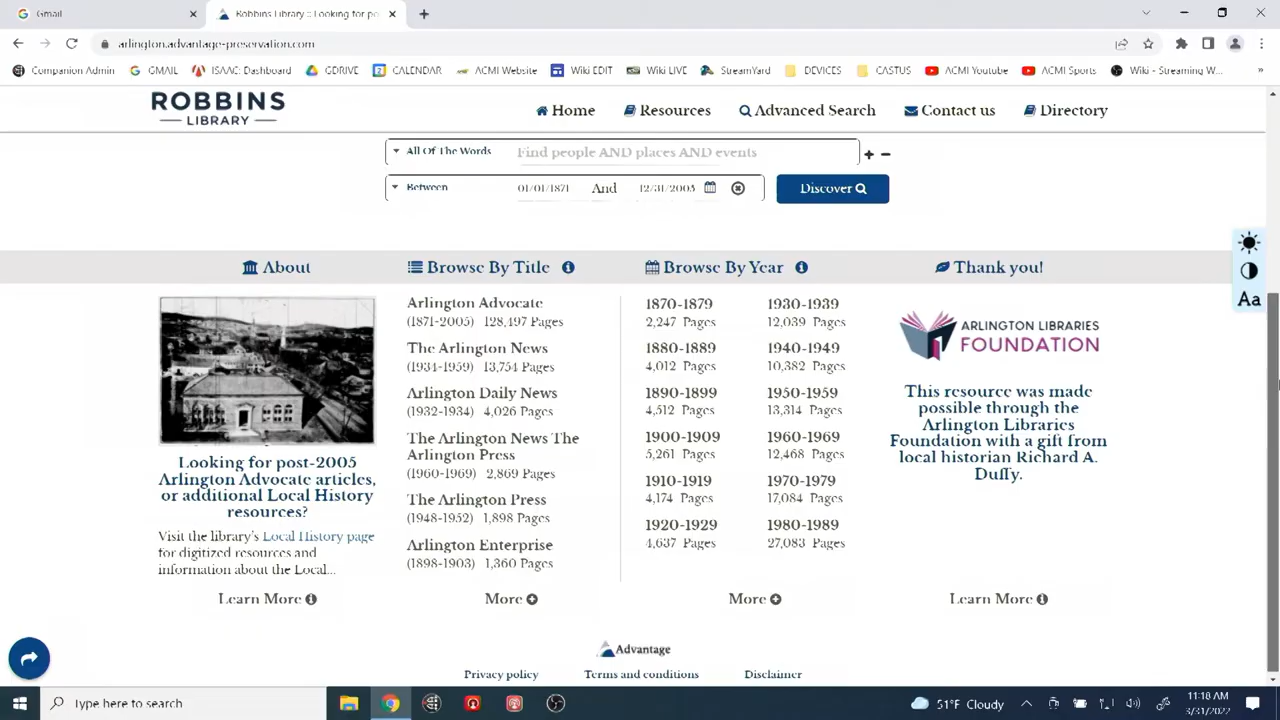 Gmail
Robbins Library :: Looking for po
arlington.advantage-preservation.com
Companion Admin
GMAIL
ISAAC: Dashboard
GDRIVE
CALENDAR
ACMI Website
Wiki EDIT
Wiki LIVE
StreamYard
DEVICES
CASTUS
ACMI Youtube
ACMI Sports
Wiki - Streaming W...
ROBBINS
LIBRARY
Home
Resources
Advanced Search
Contact us
Directory
All Of The Words
Find people AND places AND events
Between
01/01/1871
And
12/31/2005
Discover
About
Browse By Title
Browse By Year
Thank you!
Looking for post-2005
Arlington Advocate articles,
or additional Local History
resources?
Visit the library's Local History page
for digitized resources and
information about the Local...
Learn More
Arlington Advocate
(1871-2005) 128,497 Pages
The Arlington News
(1934-1959) 13,754 Pages
Arlington Daily News
(1932-1934) 4,026 Pages
The Arlington News The
Arlington Press
(1960-1969) 2,869 Pages
The Arlington Press
(1948-1952) 1,898 Pages
Arlington Enterprise
(1898-1903) 1,360 Pages
More
1870-1879
2,247 Pages
1880-1889
4,012 Pages
1890-1899
4,512 Pages
1900-1909
5,261 Pages
1910-1919
4,174 Pages
1920-1929
4,637 Pages
1930-1939
12,039 Pages
1940-1949
10,382 Pages
1950-1959
13,314 Pages
1960-1969
12,468 Pages
1970-1979
17,084 Pages
1980-1989
27,083 Pages
More
ARLINGTON LIBRARIES
FOUNDATION
This resource was made
possible through the
Arlington Libraries
Foundation with a gift from
local historian Richard A.
Duffy.
Learn More
Aa
Advantage
Privacy policy
Terms and conditions
Disclaimer
Type here to search
51°F Cloudy
11:18 AM
3/31/2022